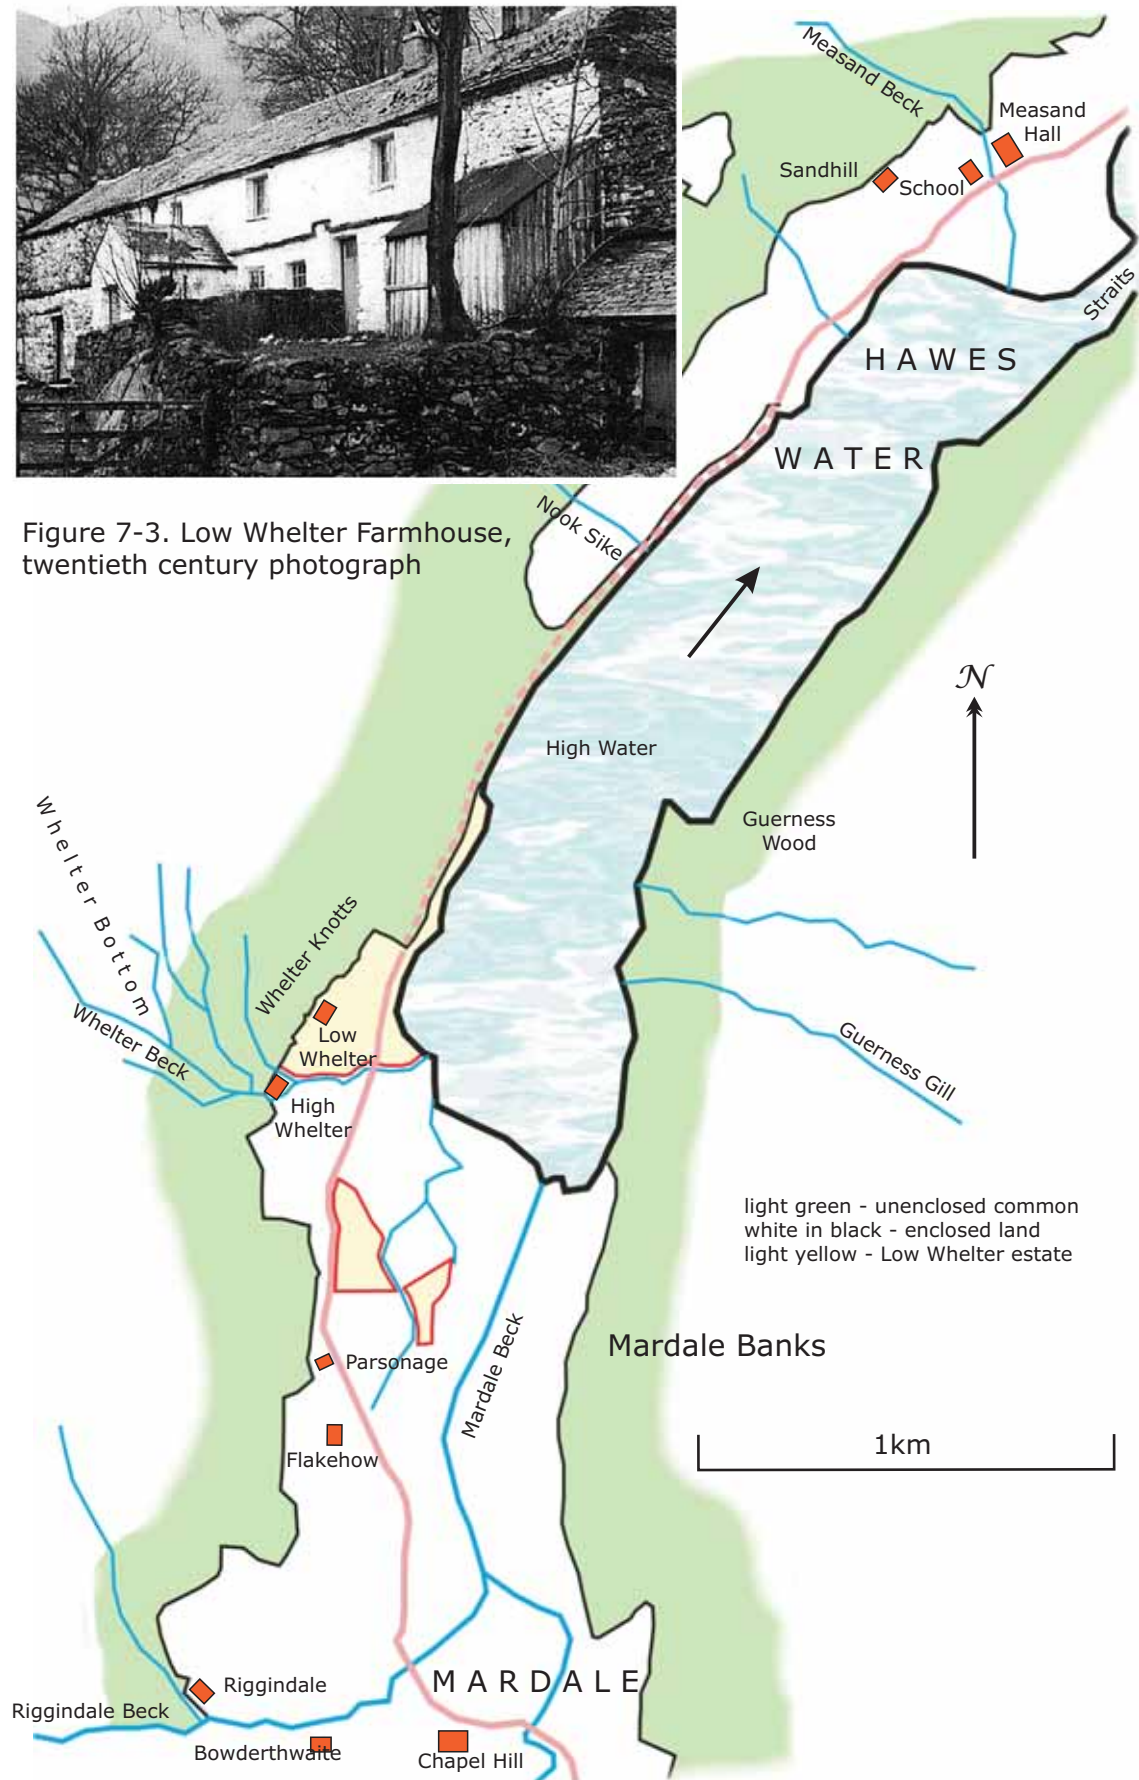 Measand Beck
Measand
Hall
Sandhill
School
Straits
HAWES
WATER
Figure 7-3. Low Whelter Farmhouse,
twentieth century photograph
Nook Sike
N
High Water
Guerness
Wood
Whelter Bottom
Whelter Knotts
Whelter Beck
Low
Whelter
Guerness Gill
High
Whelter
light green - unenclosed common
white in black - enclosed land
light yellow - Low Whelter estate
Mardale Beck
Mardale Banks
Parsonage
1km
Flakehow
MARDALE
Riggindale
Riggindale Beck
Bowderthwaite
Chapel Hill